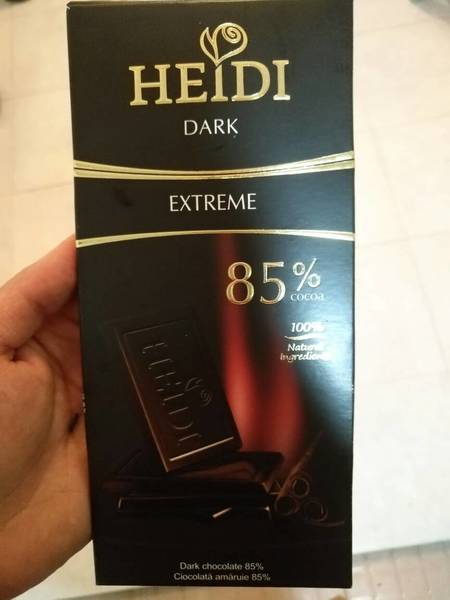 HEIDI
DARK
EXTREME
85%
cocoa
100%
Natural
Ingredients
HEIDI
Dark chocolate 85%
Ciocolată amăruie 85%